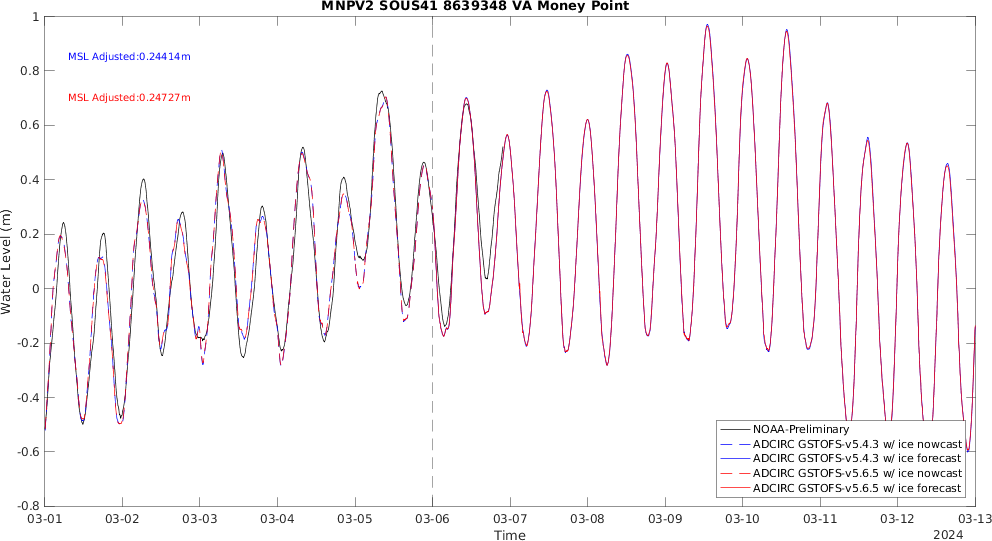 MNPV2 SOUS41 8639348 VA Money Point
MSL Adjusted:0.24414m
MSL Adjusted:0.24727m
Water Level (m)
1
0.8
0.6
0.4
0.2
0
-0.2
-0.4
-0.6
-0.8
NOAA-Preliminary
ADCIRC GSTOFS-v5.4.3 w/ ice nowcast
ADCIRC GSTOFS-v5.4.3 w/ ice forecast
ADCIRC GSTOFS-v5.6.5 w/ ice nowcast
ADCIRC GSTOFS-v5.6.5 w/ ice forecast
03-01 03-02 03-03 03-04 03-05 03-06 03-07 03-08 03-09 03-10 03-11 03-12 03-13
Time
2024